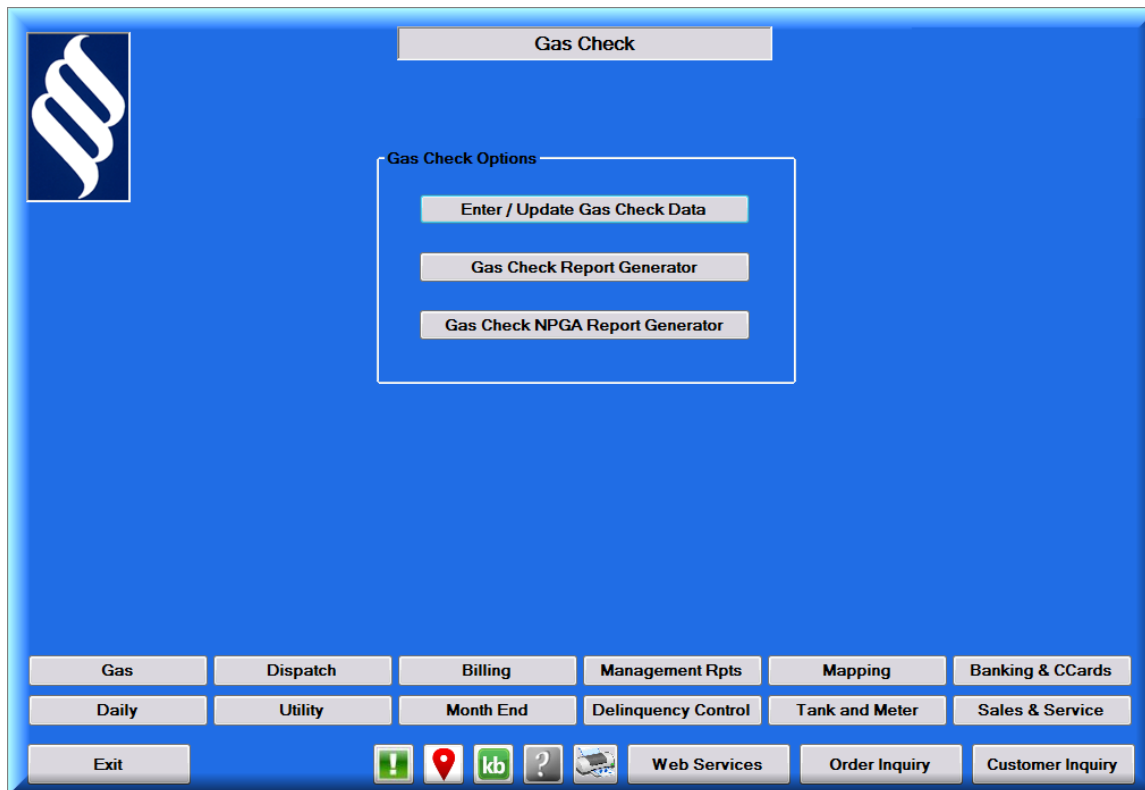 Gas Check
Gas Check Options
Enter / Update Gas Check Data
Gas Check Report Generator
Gas Check NPGA Report Generator
Gas Dispatch Billing Management Rpts Mapping Banking & CCards
Daily Utility Month End Delinquency Control Tank and Meter Sales & Service
Exit ! kb ? Web Services Order Inquiry Customer Inquiry